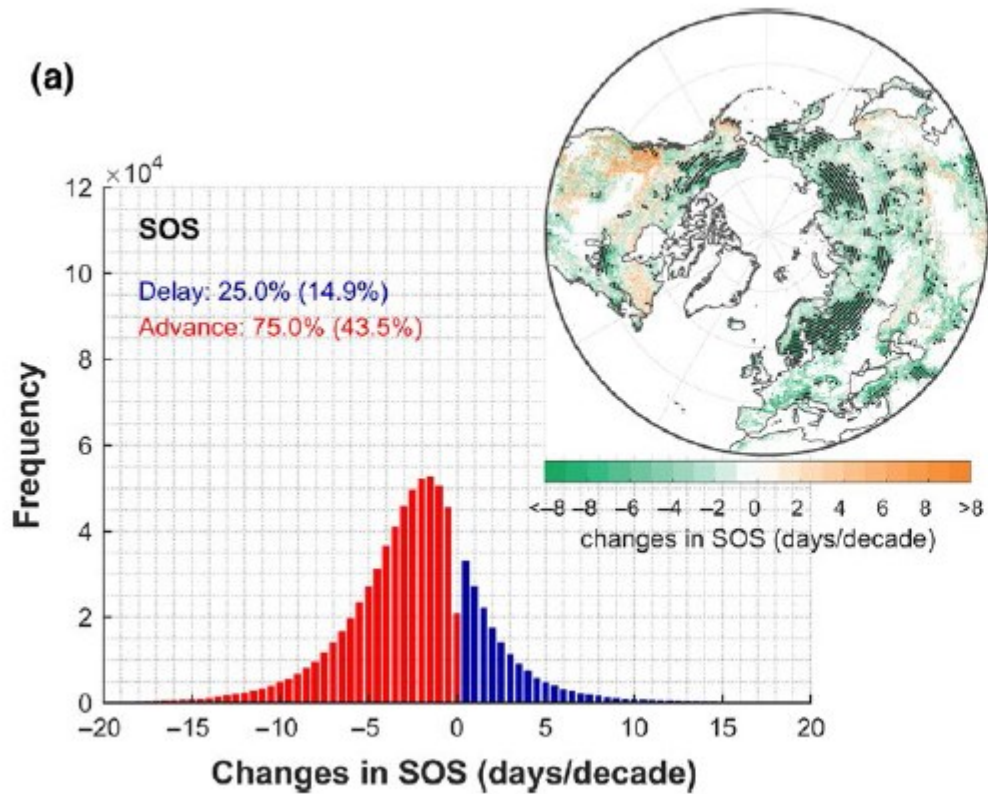 (a)
×10⁴
12
10
8
6
4
2
0
Frequency
SOS
Delay: 25.0% (14.9%)
Advance: 75.0% (43.5%)
<–8 –8 –6 –4 –2 0 2 4 6 8 >8
changes in SOS (days/decade)
–20 –15 –10 –5 0 5 10 15 20
Changes in SOS (days/decade)